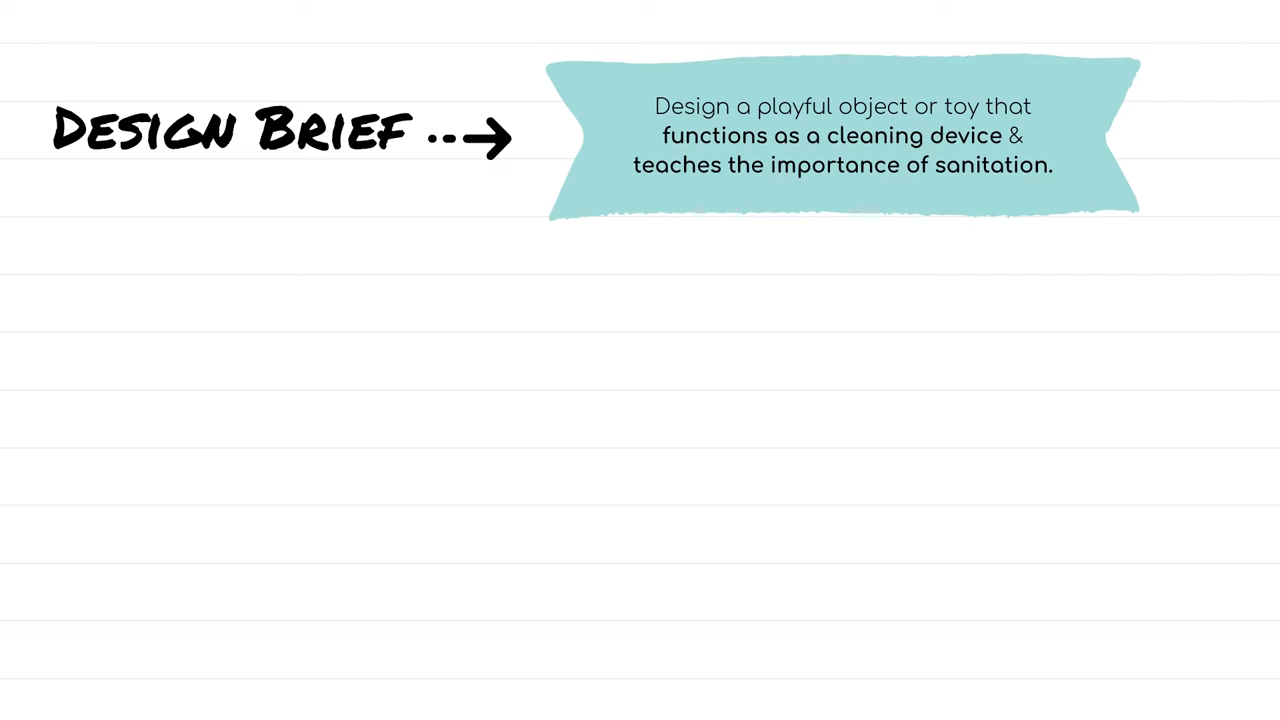 Design Brief
Design a playful object or toy that
functions as a cleaning device &
teaches the importance of sanitation.